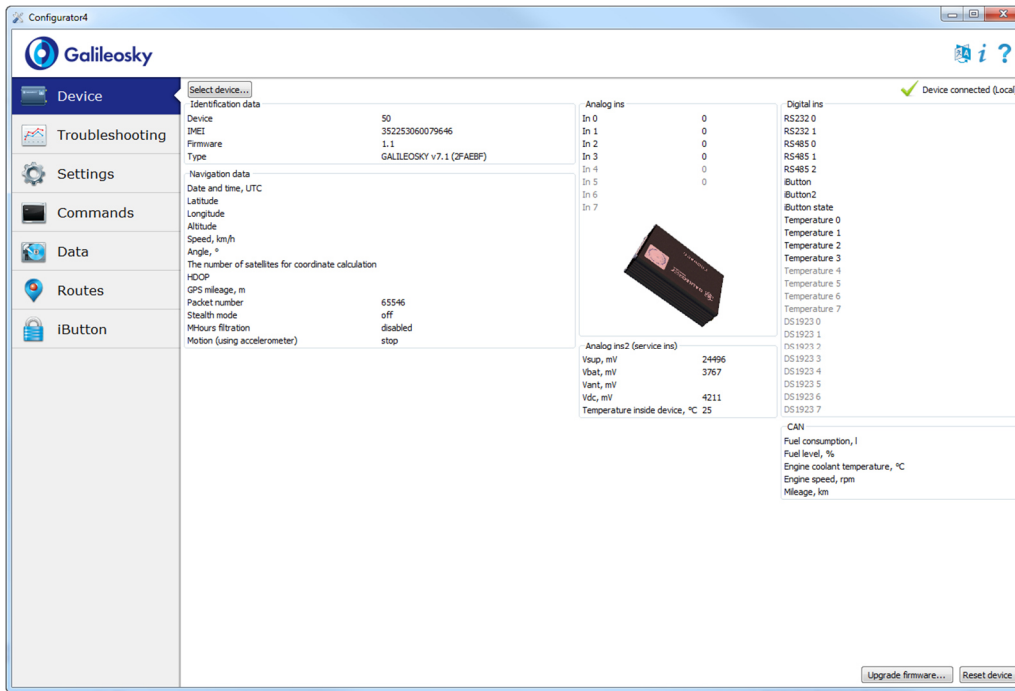 Configurator4
Galileosky
Device
Troubleshooting
Settings
Commands
Data
Routes
iButton
Select device...
Device connected (Local
Identification data
Device 50
IMEI 352253060079646
Firmware 1.1
Type GALILEOSKY v7.1 (2FAEBF)
Navigation data
Date and time, UTC
Latitude
Longitude
Altitude
Speed, km/h
Angle, °
The number of satellites for coordinate calculation
HDOP
GPS mileage, m
Packet number 65546
Stealth mode off
MHours filtration disabled
Motion (using accelerometer) stop
Analog ins
In 0 0
In 1 0
In 2 0
In 3 0
In 4 0
In 5 0
In 6
In 7
Analog ins2 (service ins)
Vsup, mV 24496
Vbat, mV 3767
Vant, mV
Vdc, mV 4211
Temperature inside device, °C 25
Digital ins
RS232 0
RS232 1
RS485 0
RS485 1
RS485 2
iButton
iButton2
iButton state
Temperature 0
Temperature 1
Temperature 2
Temperature 3
Temperature 4
Temperature 5
Temperature 6
Temperature 7
DS1923 0
DS1923 1
DS1923 2
DS1923 3
DS1923 4
DS1923 5
DS1923 6
DS1923 7
CAN
Fuel consumption, l
Fuel level, %
Engine coolant temperature, °C
Engine speed, rpm
Mileage, km
Upgrade firmware...
Reset device